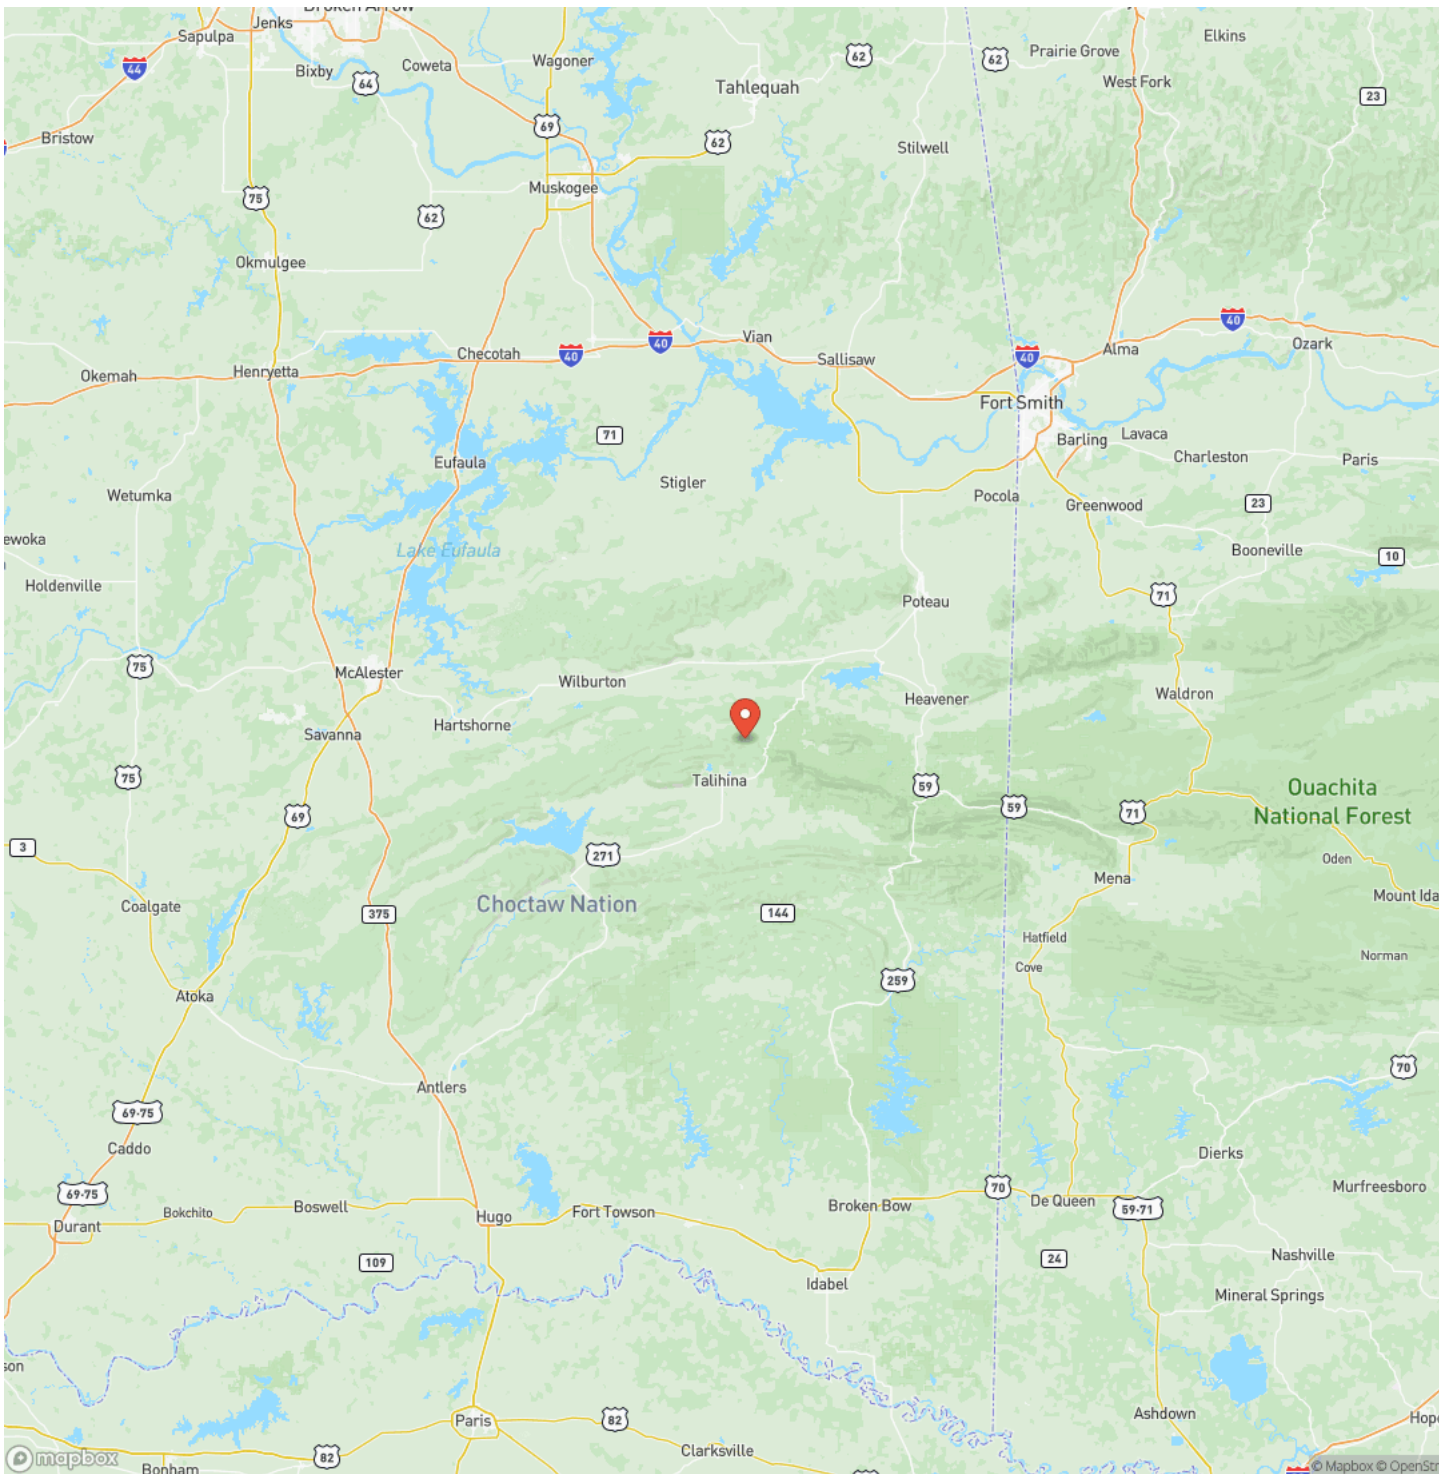 Broken Arrow
Jenks
Sapulpa
44
Bixby
64
Coweta
Wagoner
62
62
Prairie Grove
Elkins
West Fork
23
Tahlequah
Bristow
69
62
Stilwell
75
Muskogee
62
Okmulgee
40
Vian
40
Checotah
40
Sallisaw
40
Alma
Ozark
Okemah
Henryetta
Fort Smith
71
Barling
Lavaca
Charleston
Paris
Eufaula
Stigler
Wetumka
Pocola
Greenwood
23
ewoka
Lake Eufaula
Booneville
10
Holdenville
Poteau
71
75
McAlester
Wilburton
Heavener
Waldron
Hartshorne
Savanna
75
Talihina
59
59
71
Ouachita
National Forest
69
3
271
Oden
Mena
Mount Ida
Coalgate
375
Choctaw Nation
144
Hatfield
Norman
Cove
259
Atoka
70
Antlers
69-75
Caddo
Dierks
69-75
70
Murfreesboro
Boswell
Bokchito
Broken Bow
De Queen
59-71
Durant
Hugo
Fort Towson
109
24
Nashville
Idabel
Mineral Springs
son
Paris
82
Ashdown
Hop
82
Clarksville
Bonham
mapbox
© Mapbox © OpenStr